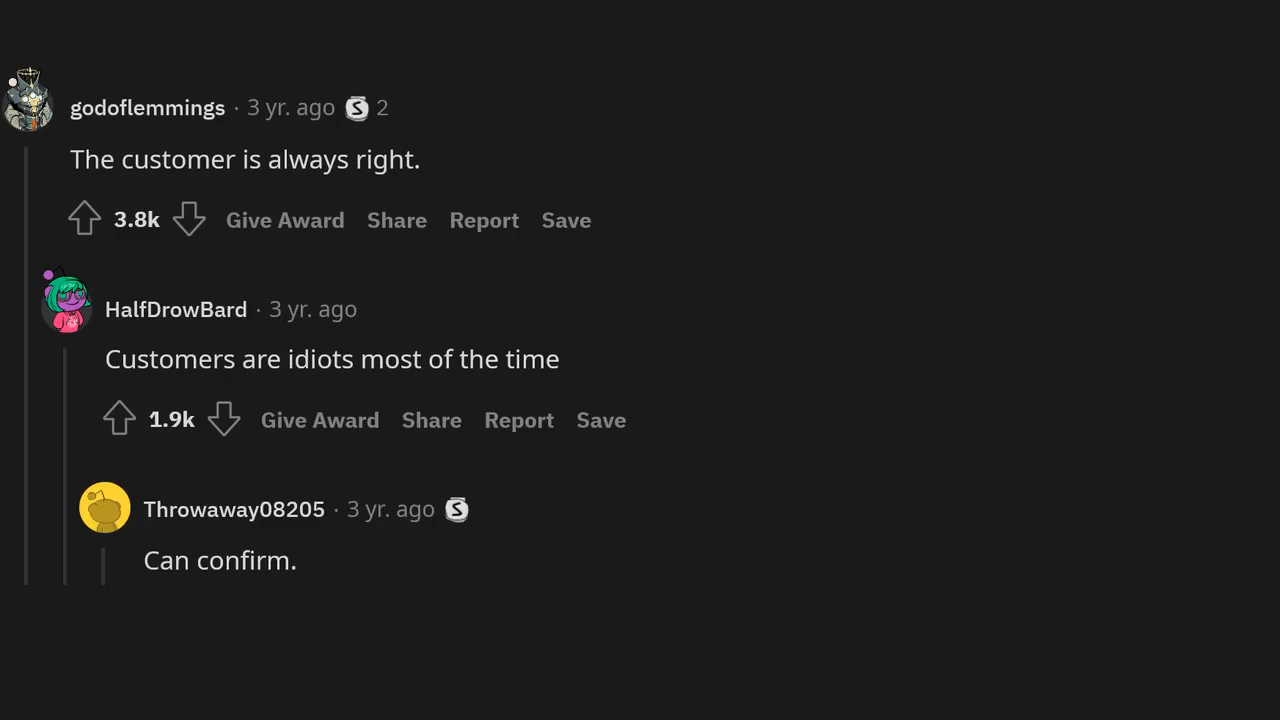 godoflemmings · 3 yr. ago S 2
The customer is always right.
3.8k Give Award Share Report Save
HalfDrowBard · 3 yr. ago
Customers are idiots most of the time
1.9k Give Award Share Report Save
Throwaway08205 · 3 yr. ago S
Can confirm.